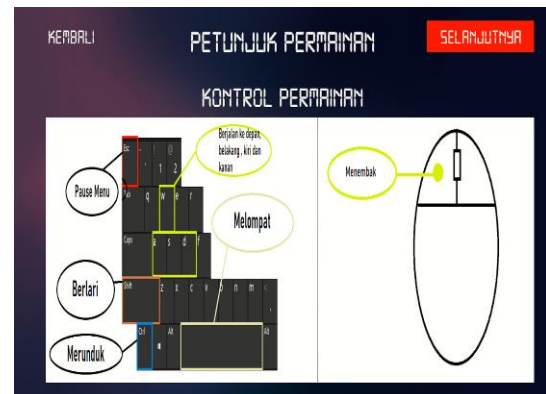 KEMBALI
PETUNJUK PERMAINAN
SELANJUTNYA
KONTROL PERMAINAN
Berjalan ke depan,
belakang , kiri dan
kanan
Esc
@
1 2
Pause Menu
q w e r
Menembak
Melompat
Caps a s d f
Berlari
Shift z x c v b n m <
,
Ctrl Alt Alt
Merunduk